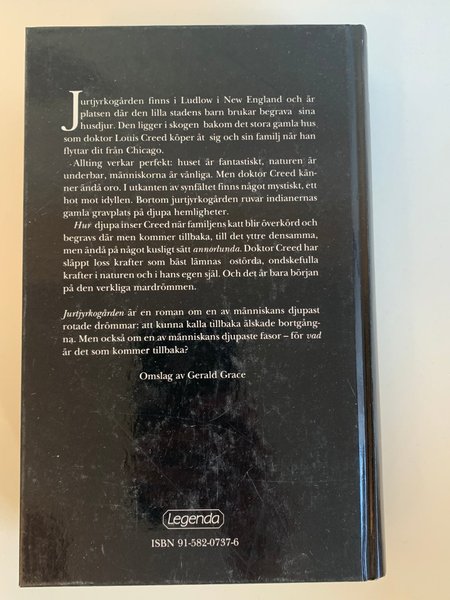 Jurtjyrkogården finns i Ludlow i New England och är
platsen där den lilla stadens barn brukar begrava sina
husdjur. Den ligger i skogen bakom det stora gamla hus
som doktor Louis Creed köper åt sig och sin familj när han
flyttar dit från Chicago.
Allting verkar perfekt: huset är fantastiskt, naturen är
underbar, människorna är vänliga. Men doktor Creed kän-
ner ändå oro. I utkanten av synfältet finns något mystiskt, ett
hot mot idyllen. Bortom jurtjyrkogården ruvar indianernas
gamla gravplats på djupa hemligheter.
Hur djupa inser Creed när familjens katt blir överkörd och
begravs där men kommer tillbaka, till det yttre densamma,
men ändå på något kusligt sätt annorlunda. Doktor Creed har
släppt loss krafter som bäst lämnas ostörda, ondskefulla
krafter i naturen och i hans egen själ. Och det är bara början
på den verkliga mardrömmen.
Jurtjyrkogården är en roman om en av människans djupast
rotade drömmar: att kunna kalla tillbaka älskade bortgång-
na. Men också om en av människans djupaste fasor – för vad
är det som kommer tillbaka?
Omslag av Gerald Grace
Legenda
ISBN 91-582-0737-6